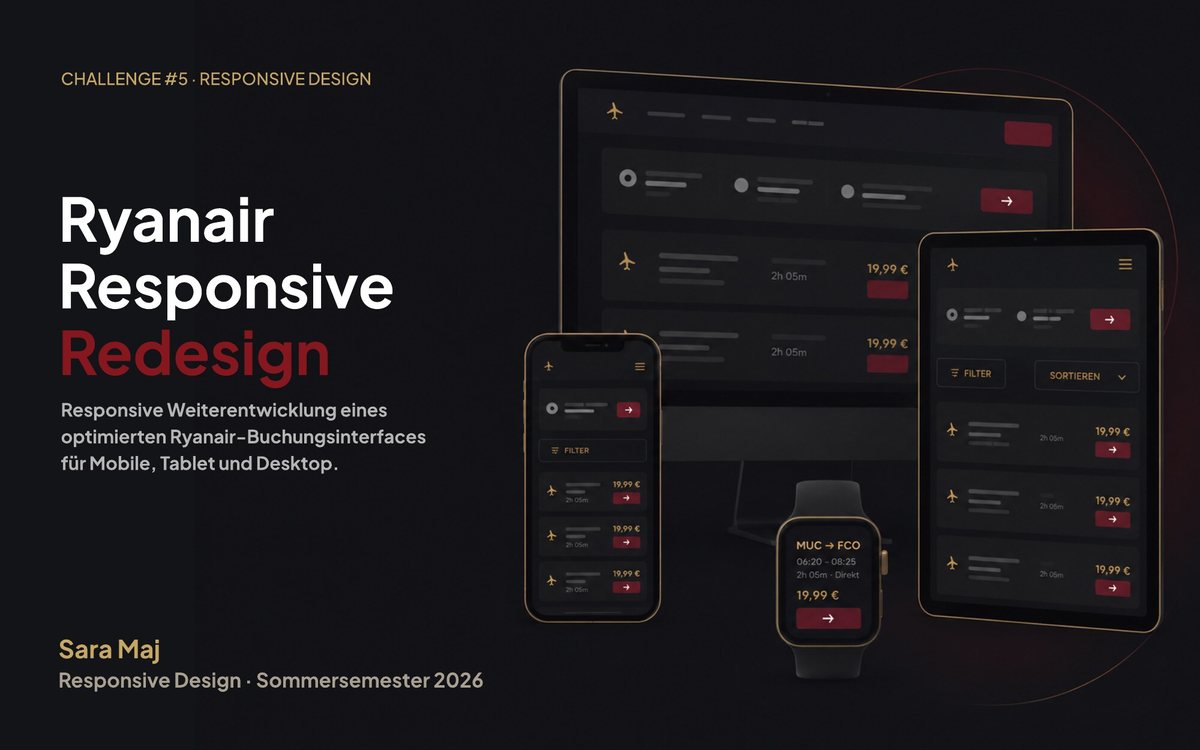 CHALLENGE #5 · RESPONSIVE DESIGN
Ryanair
Responsive
Redesign
Responsive Weiterentwicklung eines
optimierten Ryanair-Buchungsinterfaces
für Mobile, Tablet und Desktop.
Sara Maj
Responsive Design · Sommersemester 2026
2h 05m
19,99 €
2h 05m
19,99 €
FILTER
19,99 €
2h 05m
19,99 €
2h 05m
19,99 €
2h 05m
MUC → FCO
06:20 – 08:25
2h 05m · Direkt
19,99 €
FILTER
SORTIEREN
19,99 €
2h 05m
19,99 €
2h 05m
19,99 €
2h 05m